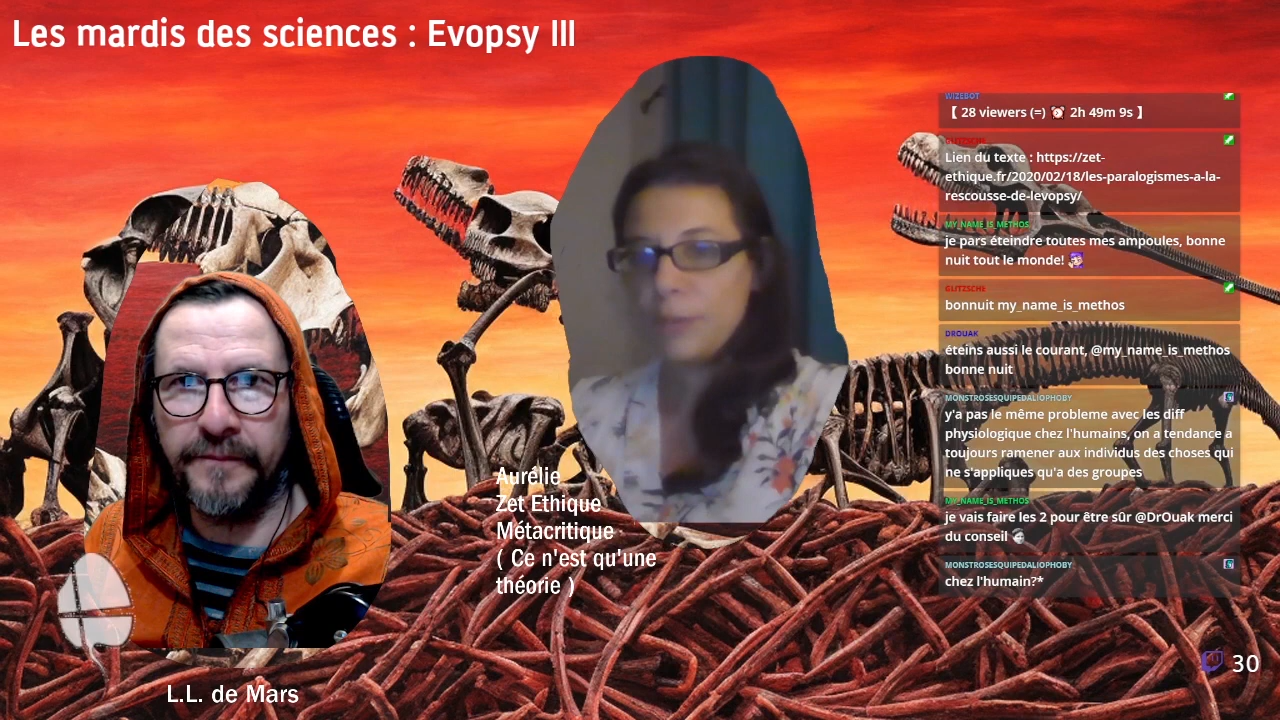 Les mardis des sciences : Evopsy III
WIZEBOT
【 28 viewers (=) ⏰ 2h 49m 9s 】
GLITZSCHE
Lien du texte : https://zet-
ethique.fr/2020/02/18/les-paralogismes-a-la-
rescousse-de-levopsy/
MY_NAME_IS_METHOS
je pars éteindre toutes mes ampoules, bonne
nuit tout le monde!
GLITZSCHE
bonnuit my_name_is_methos
DROUAK
éteins aussi le courant, @my_name_is_methos
bonne nuit
MONSTROSESQUIPEDALIOPHOBY
y'a pas le même probleme avec les diff
physiologique chez l'humains, on a tendance a
toujours ramener aux individus des choses qui
ne s'appliques qu'a des groupes
MY_NAME_IS_METHOS
je vais faire les 2 pour être sûr @DrOuak merci
du conseil
MONSTROSESQUIPEDALIOPHOBY
chez l'humain?*
Aurélie
Zet Ethique
Métacritique
( Ce n'est qu'une
théorie )
30
L.L. de Mars